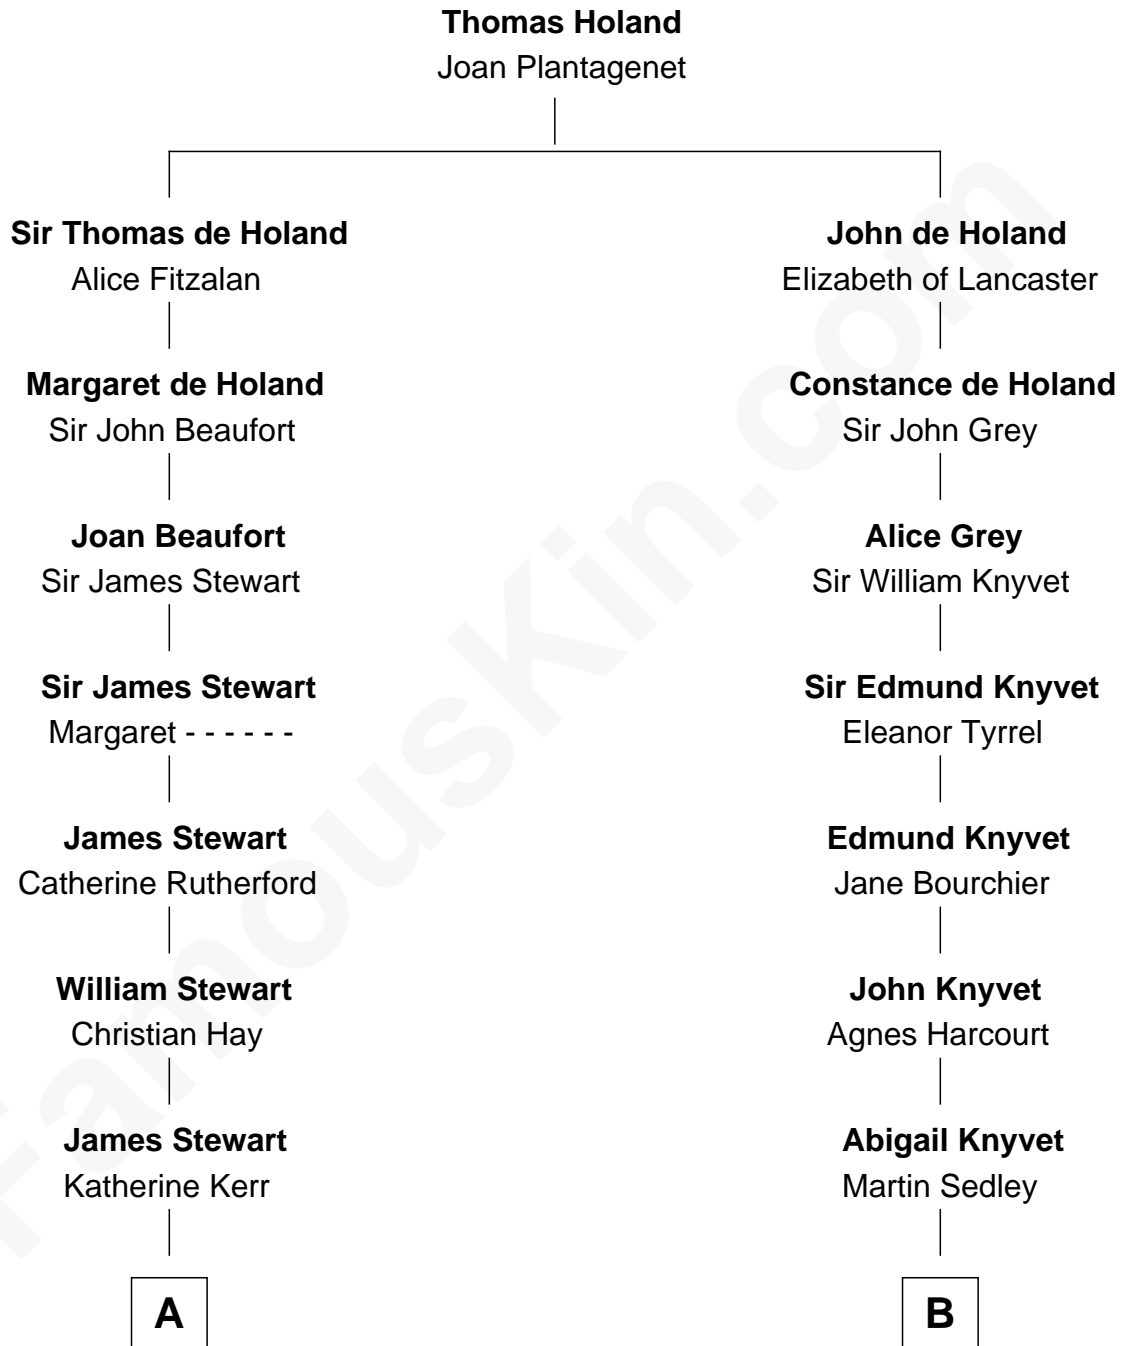 Thomas Holand
Joan Plantagenet
Sir Thomas de Holand
Alice Fitzalan
John de Holand
Elizabeth of Lancaster
Margaret de Holand
Sir John Beaufort
Constance de Holand
Sir John Grey
Joan Beaufort
Sir James Stewart
Alice Grey
Sir William Knyvet
Sir James Stewart
Margaret - - - - - -
Sir Edmund Knyvet
Eleanor Tyrrel
James Stewart
Catherine Rutherford
Edmund Knyvet
Jane Bourchier
William Stewart
Christian Hay
John Knyvet
Agnes Harcourt
James Stewart
Katherine Kerr
Abigail Knyvet
Martin Sedley
A
B
FamousKin.com